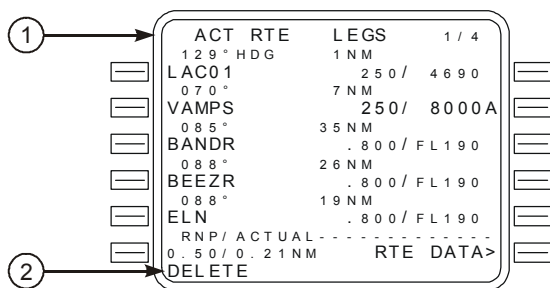 1
ACT RTE LEGS 1/4
129°HDG 1NM
LAC01 250/ 4690
070° 7NM
VAMPS 250/ 8000A
085° 35NM
BANDR .800/FL190
088° 26NM
BEEZR .800/FL190
088° 19NM
ELN .800/FL190
RNP/ACTUAL-------------
0.50/0.21NM RTE DATA>
2
DELETE